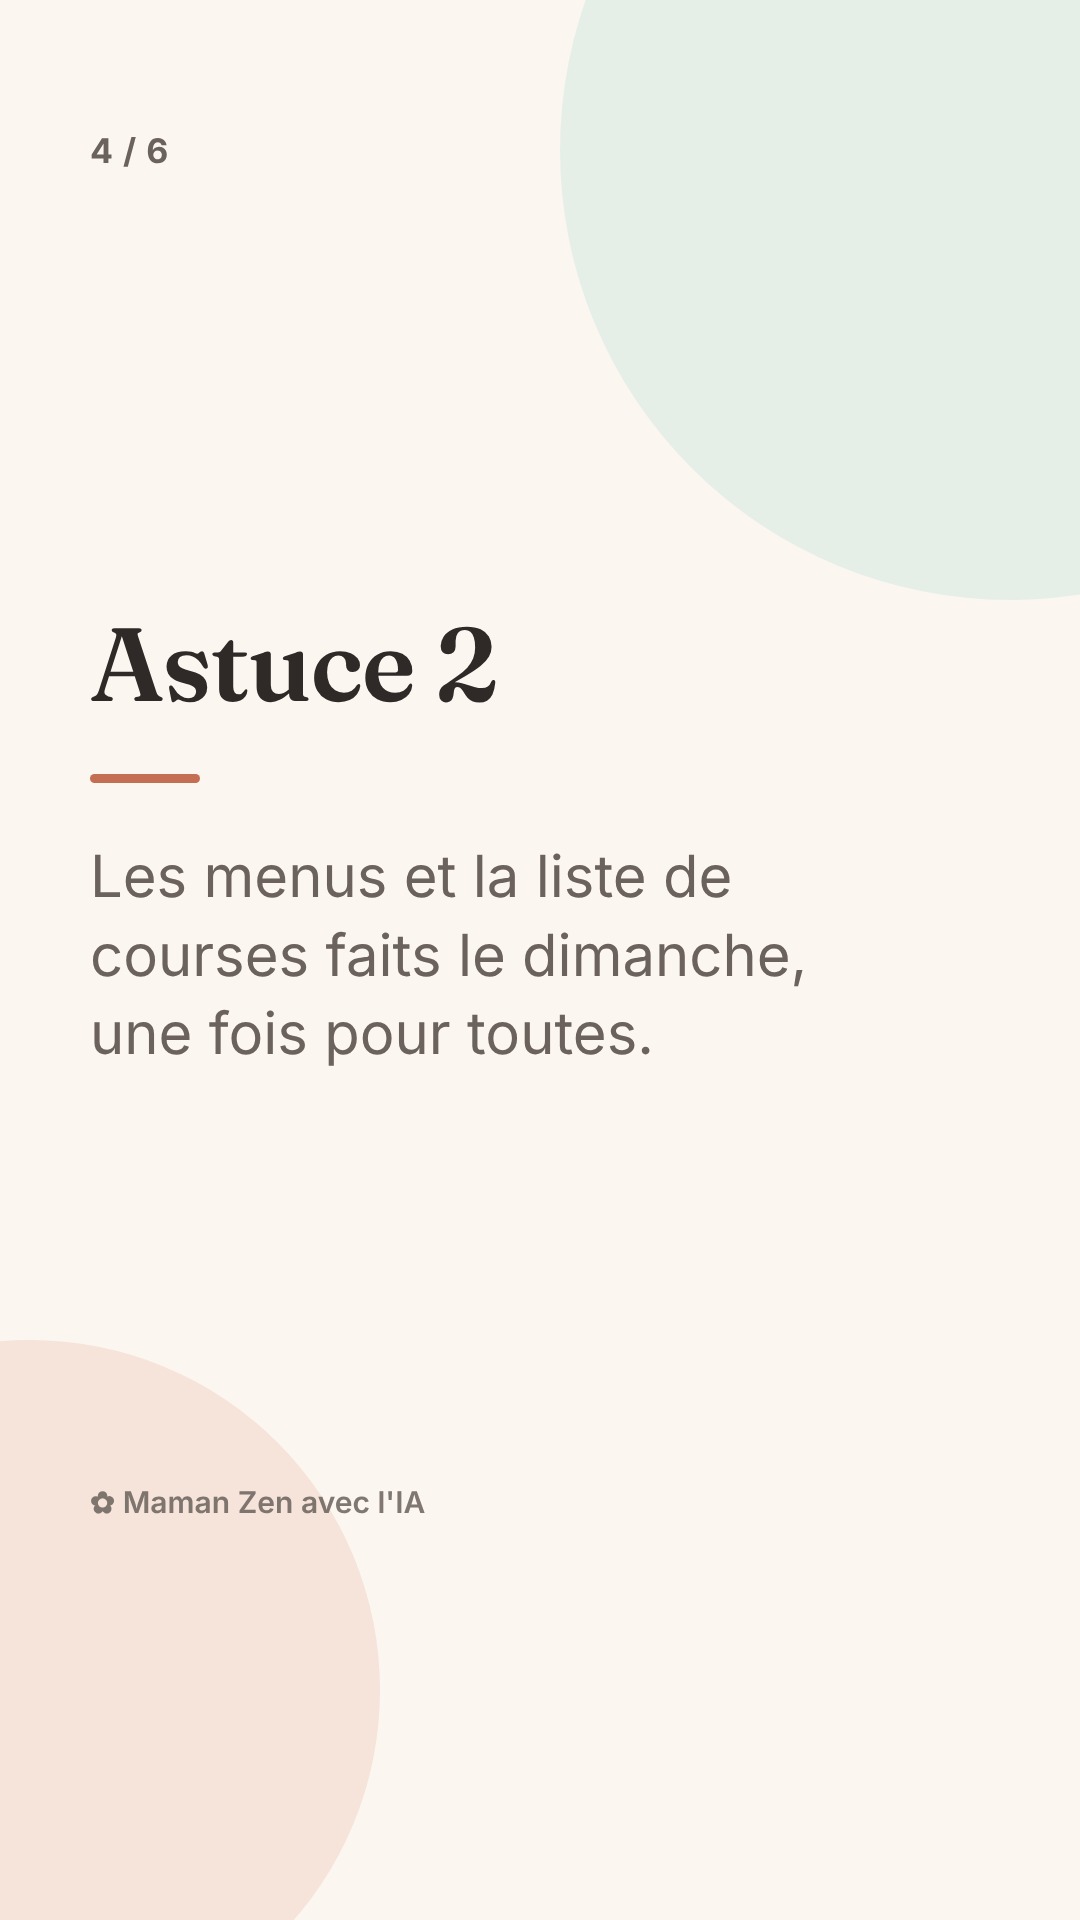 4 / 6
Astuce 2
Les menus et la liste de
courses faits le dimanche,
une fois pour toutes.
✿ Maman Zen avec l'IA